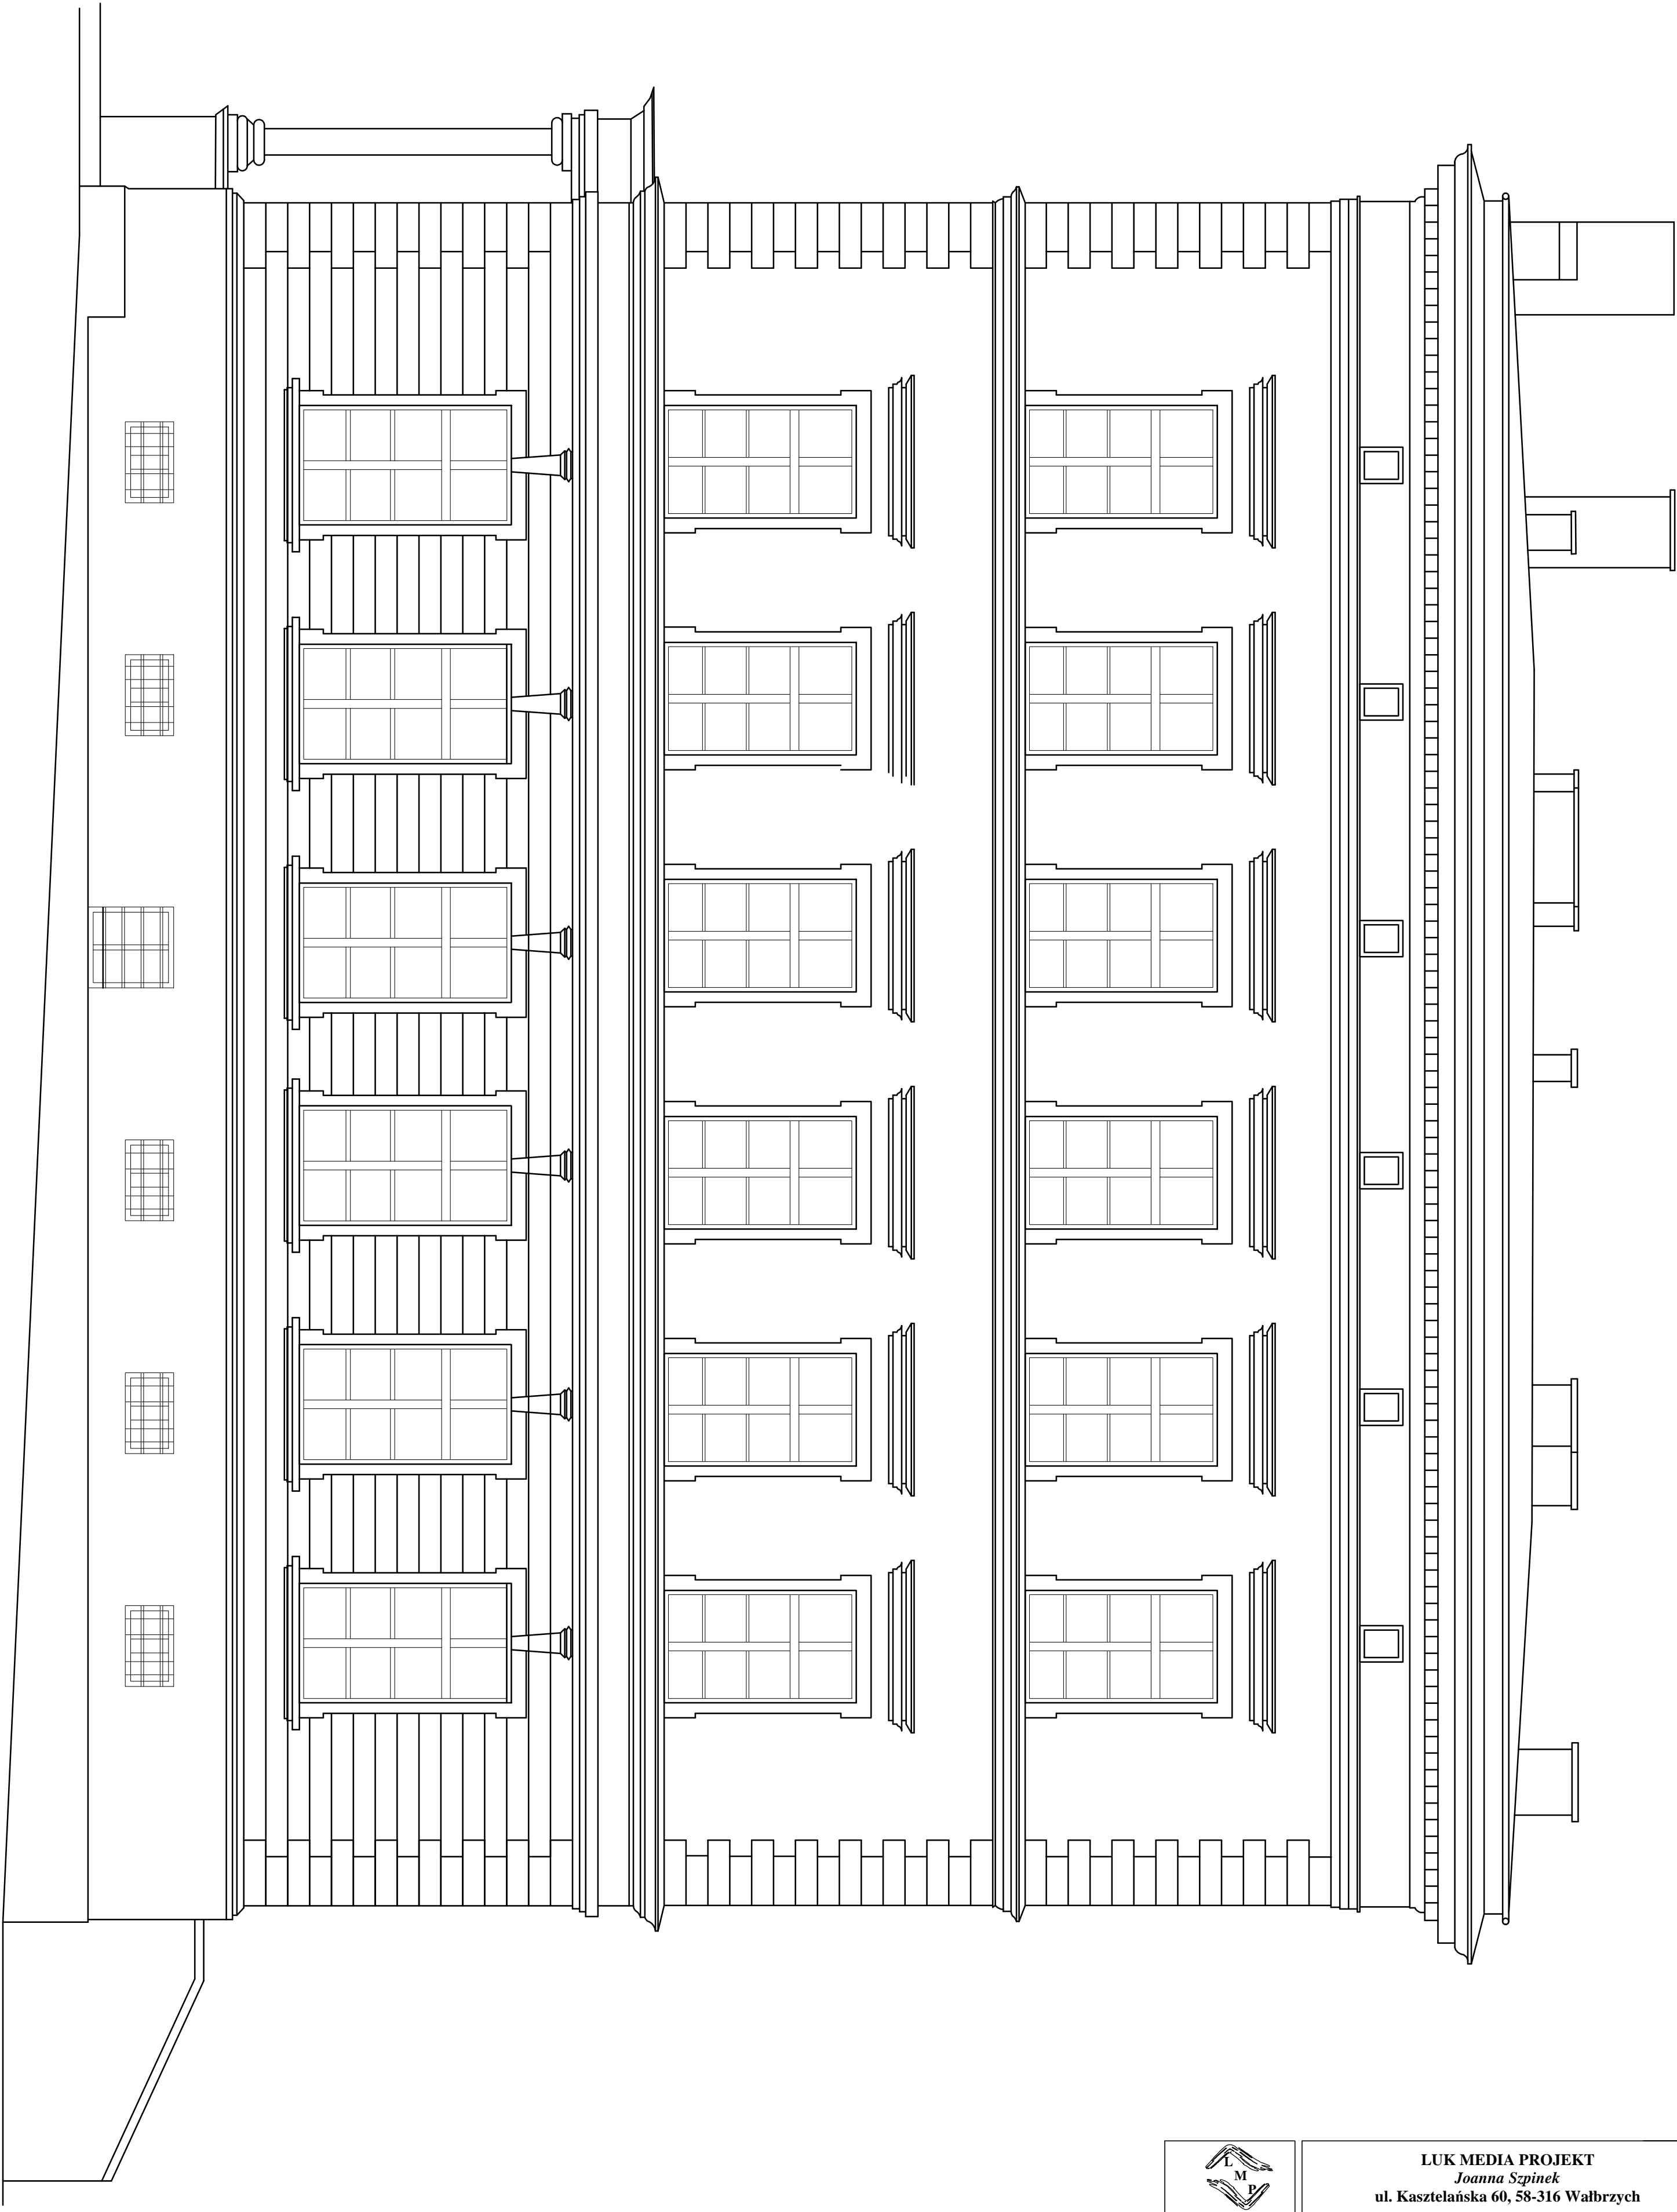 L
M
P
LUK MEDIA PROJEKT
Joanna Szpinek
ul. Kasztelańska 60, 58-316 Wałbrzych